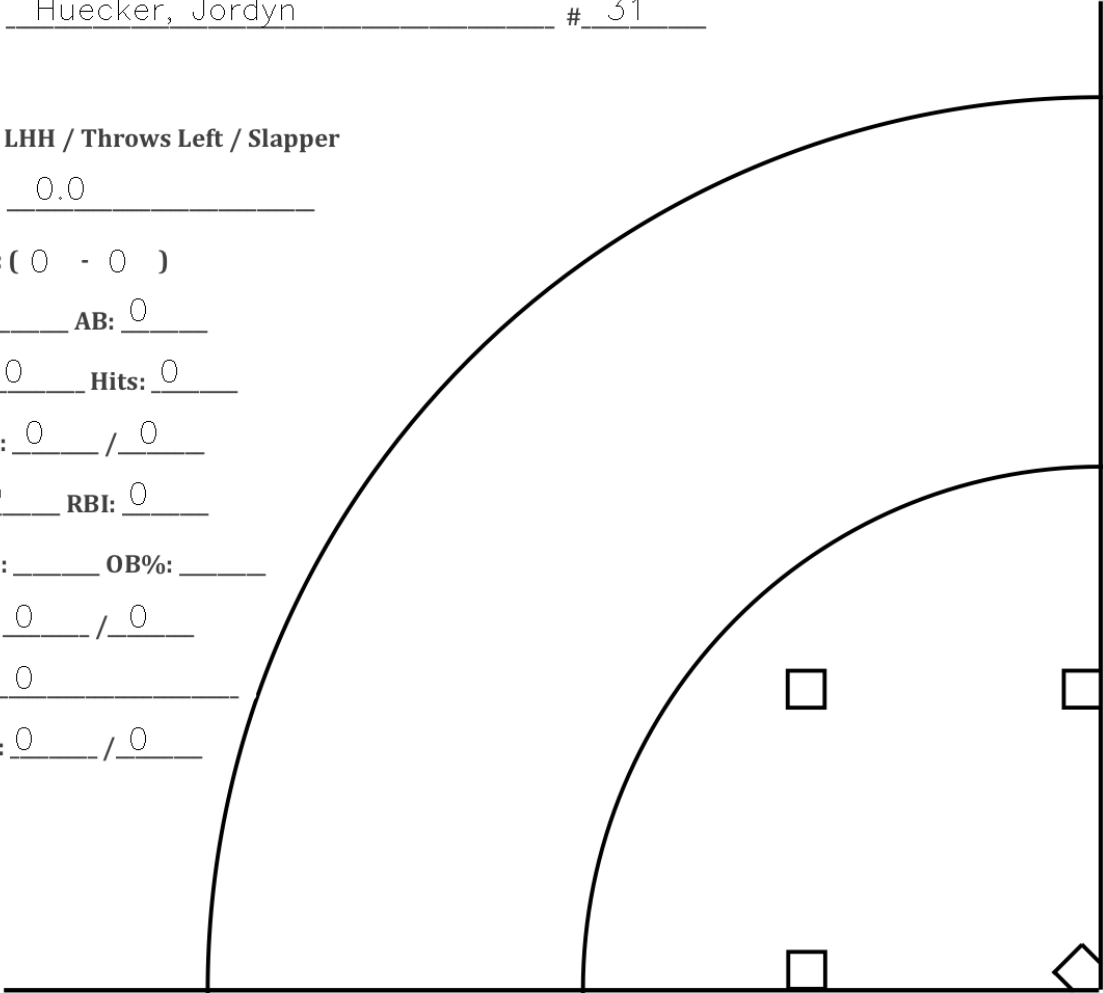 Huecker, Jordyn # 31
LHH / Throws Left / Slapper
0.0
: ( 0 - 0 )
AB: 0
0 Hits: 0
: 0 / 0
RBI: 0
: OB%:
0 / 0
0
: 0 / 0